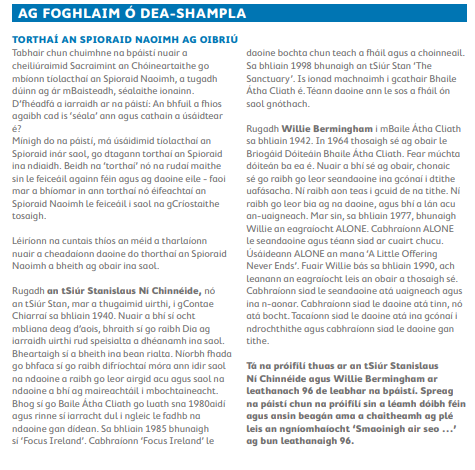 AG FOGHLAIM Ó DEA-SHAMPLA
TORTHAÍ AN SPIORAID NAOIMH AG OIBRIÚ
Tabhair chun chuimhne na bpáistí nuair a
cheiliúraimid Sacraimint an Chóineartaithe go
mbíonn tíolacthaí an Spioraid Naoimh, a tugadh
dúinn ag ár mBaisteadh, séalaithe ionainn.
D'fhéadfá a iarraidh ar na páistí: An bhfuil a fhios
agaibh cad is 'séala' ann agus cathain a úsáidtear
é?
Mínigh do na páistí, má úsáidimid tíolacthaí an
Spioraid inár saol, go dtagann torthaí an Spioraid
ina ndiaidh. Beidh na 'torthaí' nó na rudaí maithe
sin le feiceáil againn féin agus ag daoine eile - faoi
mar a bhíomar in ann torthaí nó éifeachtaí an
Spioraid Naoimh le feiceáil i saol na gCríostaithe
tosaigh.
Léiríonn na cuntais thíos an méid a tharlaíonn
nuair a cheadaíonn daoine do thorthaí an Spioraid
Naoimh a bheith ag obair ina saol.
Rugadh an tSiúr Stanislaus Ní Chinnéide, nó
an tSiúr Stan, mar a thugaimid uirthi, i gContae
Chiarraí sa bhliain 1940. Nuair a bhí sí ocht
mbliana deag d'aois, bhraith sí go raibh Dia ag
iarraidh uirthi rud speisialta a dhéanamh ina saol.
Bheartaigh sí a bheith ina bean rialta. Níorbh fhada
go bhfaca sí go raibh difríochtaí móra ann idir saol
na ndaoine a raibh go leor airgid acu agus saol na
ndaoine a bhí ag maireachtáil i mbochtaineacht.
Bhog sí go Baile Átha Cliath go luath sna 1980aidí
agus rinne sí iarracht dul i ngleic le fadhb na
ndaoine gan dídean. Sa bhliain 1985 bhunaigh
sí 'Focus Ireland'. Cabhraíonn 'Focus Ireland' le
daoine bochta chun teach a fháil agus a choinneail.
Sa bhliain 1998 bhunaigh an tSiúr Stan 'The
Sanctuary'. Is ionad machnaimh i gcathair Bhaile
Átha Cliath é. Téann daoine ann le sos a fháil ón
saol gnóthach.
Rugadh Willie Bermingham i mBaile Átha Cliath
sa bhliain 1942. In 1964 thosaigh sé ag obair le
Briogáid Dóiteáin Bhaile Átha Cliath. Fear múchta
dóiteán ba ea é. Nuair a bhí sé ag obair, chonaic
sé go raibh go leor seandaoine ina gcónaí i dtithe
uafásacha. Ní raibh aon teas i gcuid de na tithe. Ní
raibh go leor bia ag na daoine, agus bhí a lán acu
an-uaigneach. Mar sin, sa bhliain 1977, bhunaigh
Willie an eagraíocht ALONE. Cabhraíonn ALONE
le seandaoine agus téann siad ar cuairt chucu.
Úsáideann ALONE an mana 'A Little Offering
Never Ends'. Fuair Willie bás sa bhliain 1990, ach
leanann an eagraíocht leis an obair a thosaigh sé.
Cabhraíonn siad le seandaoine atá uaigneach agus
ina n-aonar. Cabhraíonn siad le daoine atá tinn, nó
atá bocht. Tacaíonn siad le daoine atá ina gcónaí i
ndrochthithe agus cabhraíonn siad le daoine gan
tithe.
Tá na próifílí thuas ar an tSiúr Stanislaus
Ní Chinnéide agus Willie Bermingham ar
leathanach 96 de leabhar na bpáistí. Spreag
na páistí chun na próifílí sin a léamh dóibh féin
agus ansin beagán ama a chaitheamh ag plé
leis an ngníomhaíocht 'Smaoinigh air seo ...'
ag bun leathanaigh 96.